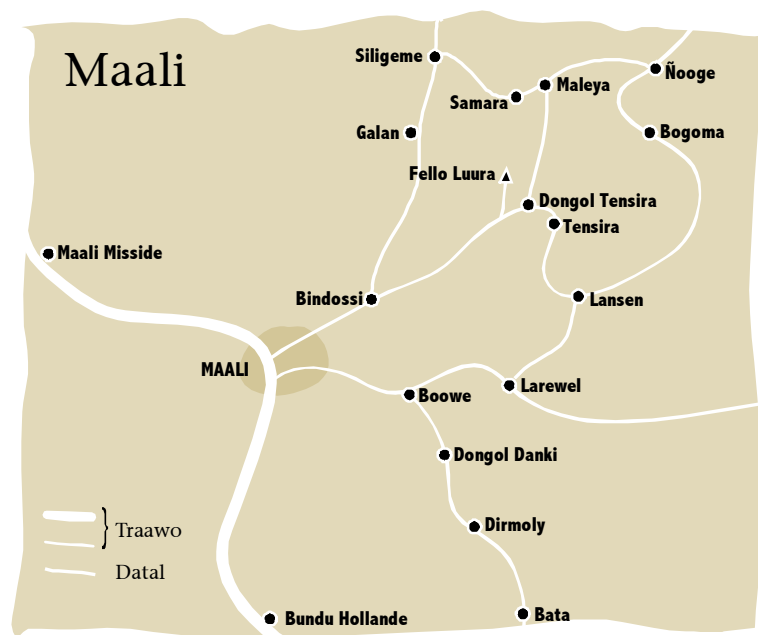 Maali
Siligeme
Ñooge
Maleya
Samara
Galan
Bogoma
Fello Luura
Dongol Tensira
Tensira
Maali Misside
Bindossi
Lansen
MAALI
Larewel
Boowe
Dongol Danki
Dirmoly
Traawo
Datal
Bundu Hollande
Bata